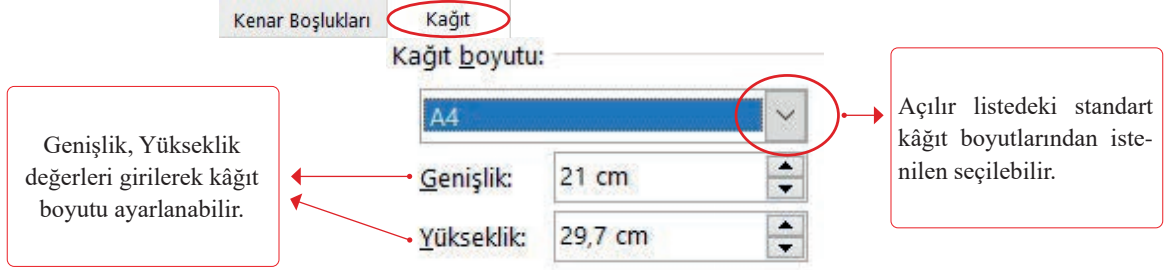 Kenar Boşlukları Kağıt
Kağıt boyutu:
A4
Genişlik: 21 cm
Yükseklik: 29,7 cm
Genişlik, Yükseklik
değerleri girilerek kâğıt
boyutu ayarlanabilir.
Açılır listedeki standart
kâğıt boyutlarından iste-
nilen seçilebilir.